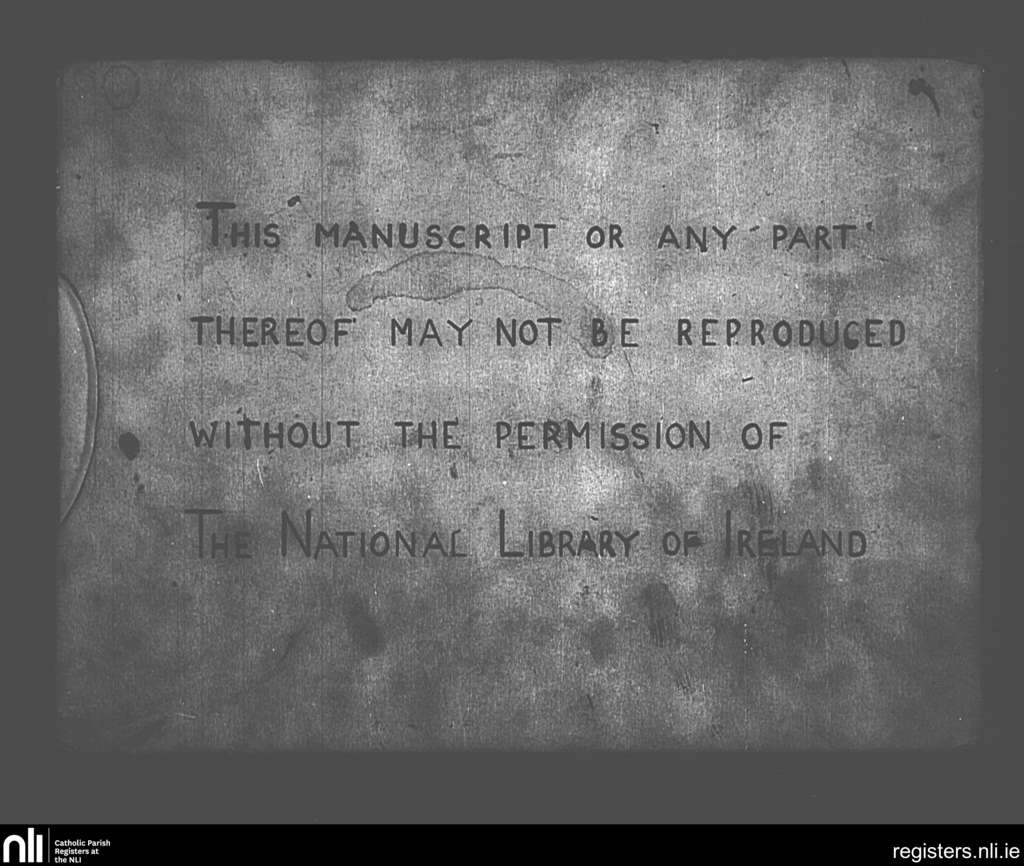 THIS MANUSCRIPT OR ANY PART
THEREOF MAY NOT BE REPRODUCED
WITHOUT THE PERMISSION OF
THE NATIONAL LIBRARY OF IRELAND
nli
Catholic Parish
Registers at
the NLI
registers.nli.ie